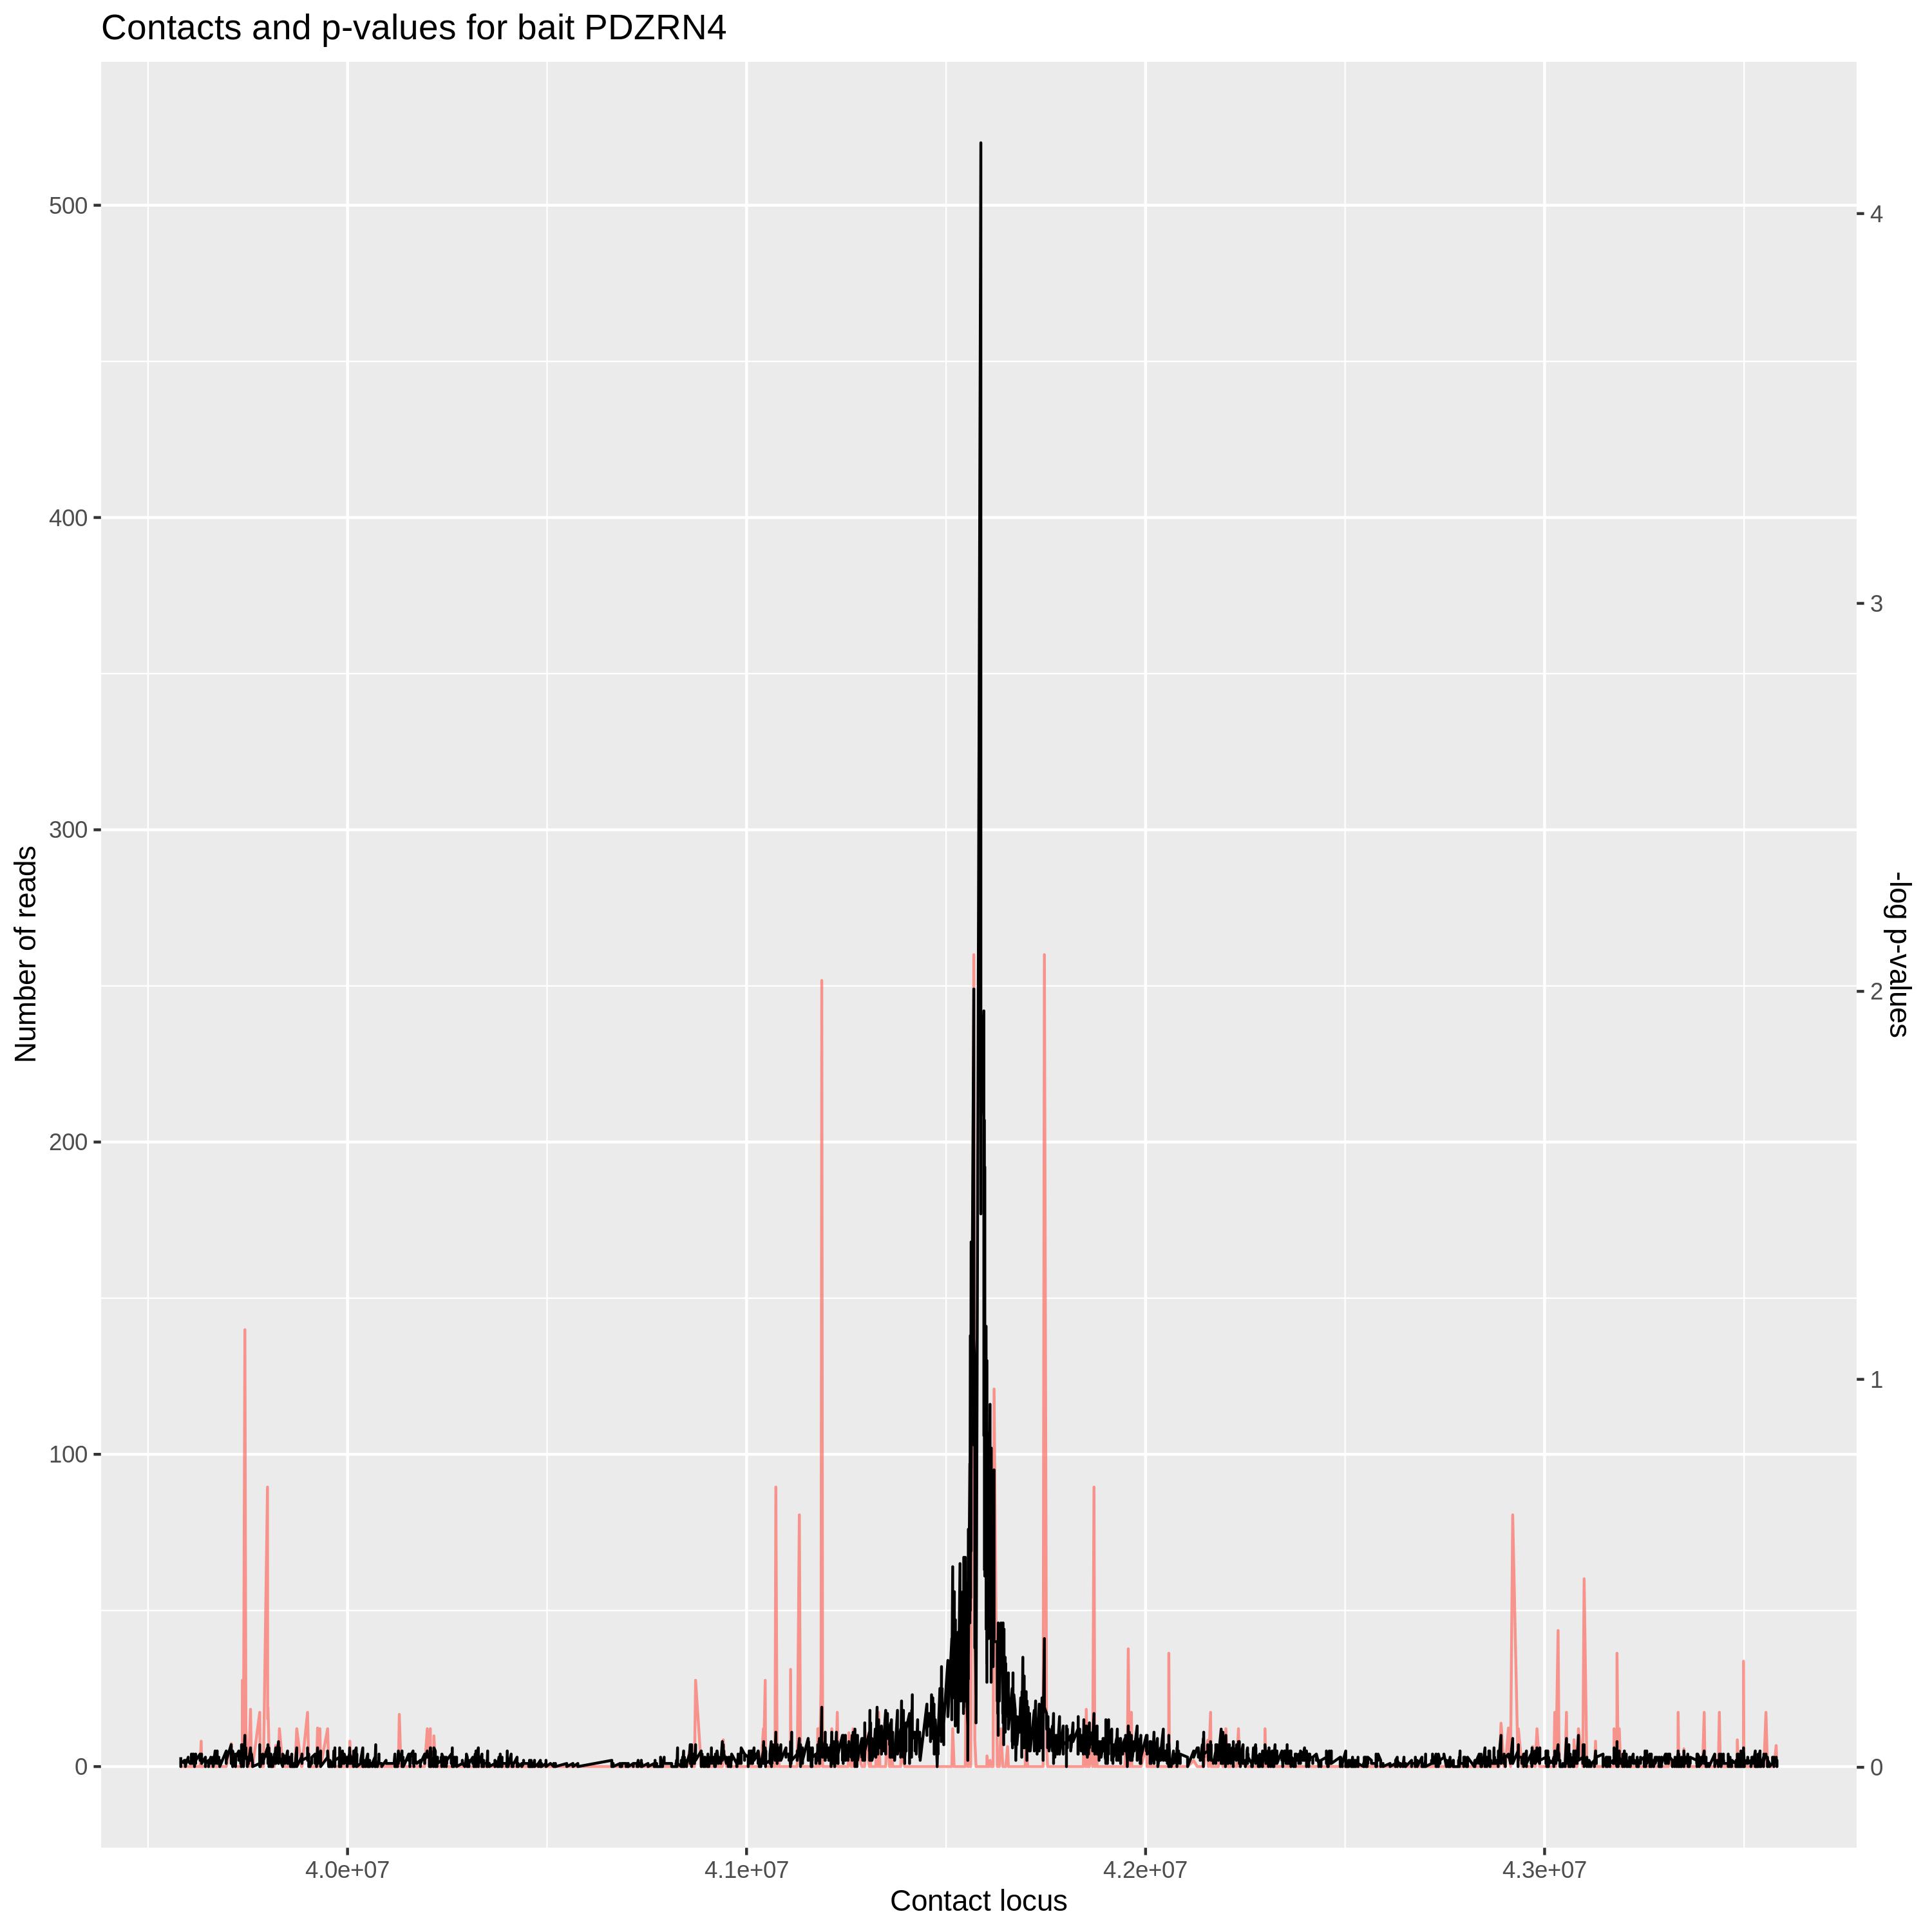 Contacts and p-values for bait PDZRN4
500
400
300
200
100
0
Number of reads
4
3
2
1
0
-log p-values
4.0e+07
4.1e+07
4.2e+07
4.3e+07
Contact locus